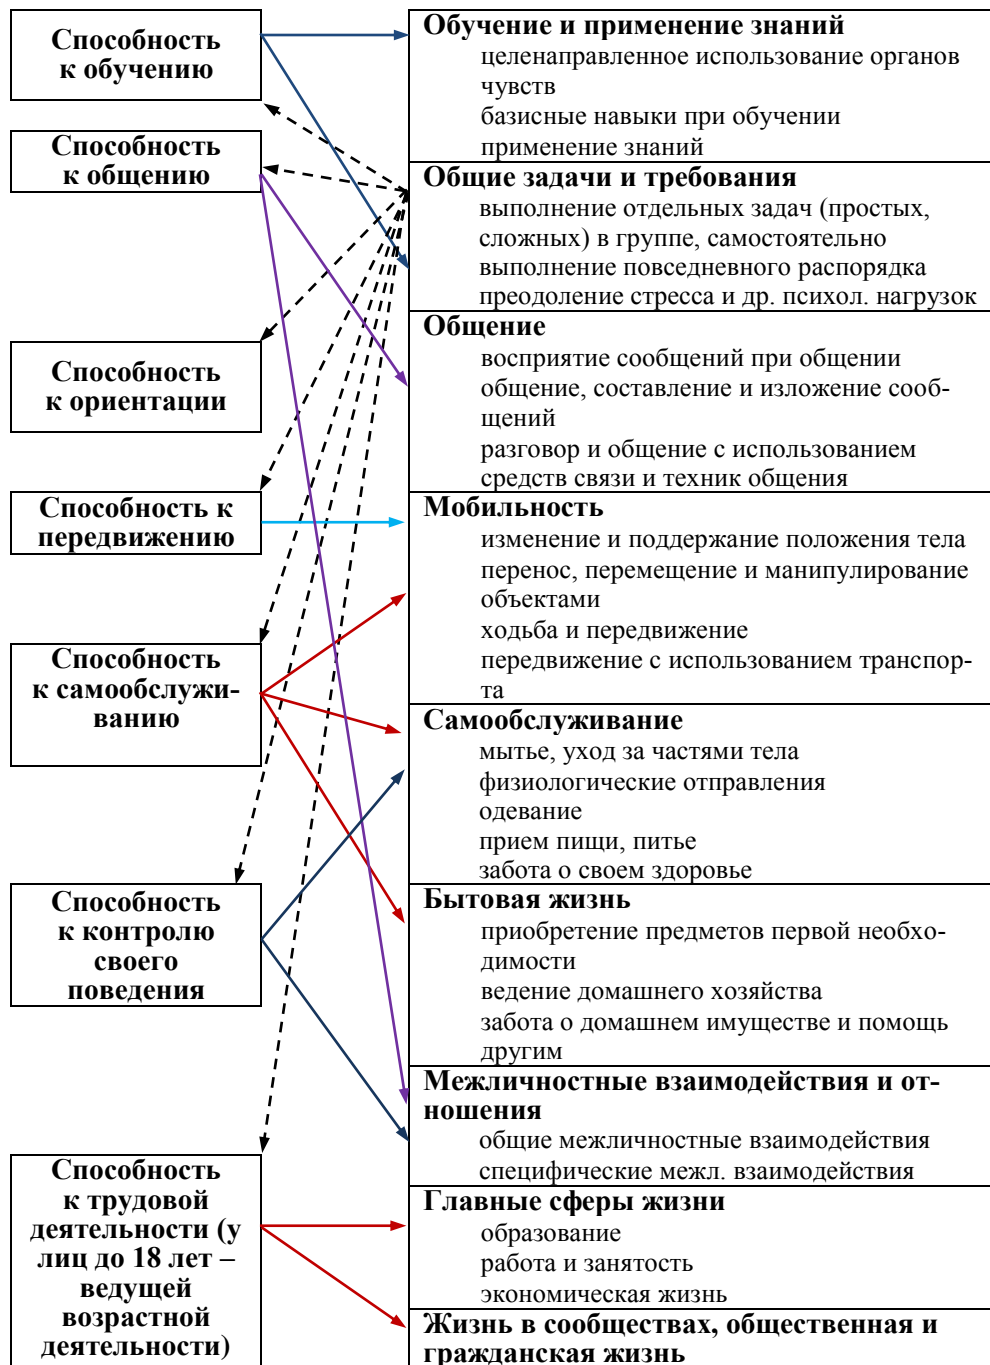 Способность
к обучению
Способность
к общению
Способность
к ориентации
Способность к
передвижению
Способность
к самообслужи-
ванию
Способность
к контролю
своего
поведения
Способность
к трудовой
деятельности (у
лиц до 18 лет –
ведущей
возрастной
деятельности)
Обучение и применение знаний
целенаправленное использование органов
чувств
базисные навыки при обучении
применение знаний
Общие задачи и требования
выполнение отдельных задач (простых,
сложных) в группе, самостоятельно
выполнение повседневного распорядка
преодоление стресса и др. психол. нагрузок
Общение
восприятие сообщений при общении
общение, составление и изложение сооб-
щений
разговор и общение с использованием
средств связи и техник общения
Мобильность
изменение и поддержание положения тела
перенос, перемещение и манипулирование
объектами
ходьба и передвижение
передвижение с использованием транспор-
та
Самообслуживание
мытье, уход за частями тела
физиологические отправления
одевание
прием пищи, питье
забота о своем здоровье
Бытовая жизнь
приобретение предметов первой необхо-
димости
ведение домашнего хозяйства
забота о домашнем имуществе и помощь
другим
Межличностные взаимодействия и от-
ношения
общие межличностные взаимодействия
специфические межл. взаимодействия
Главные сферы жизни
образование
работа и занятость
экономическая жизнь
Жизнь в сообществах, общественная и
гражданская жизнь